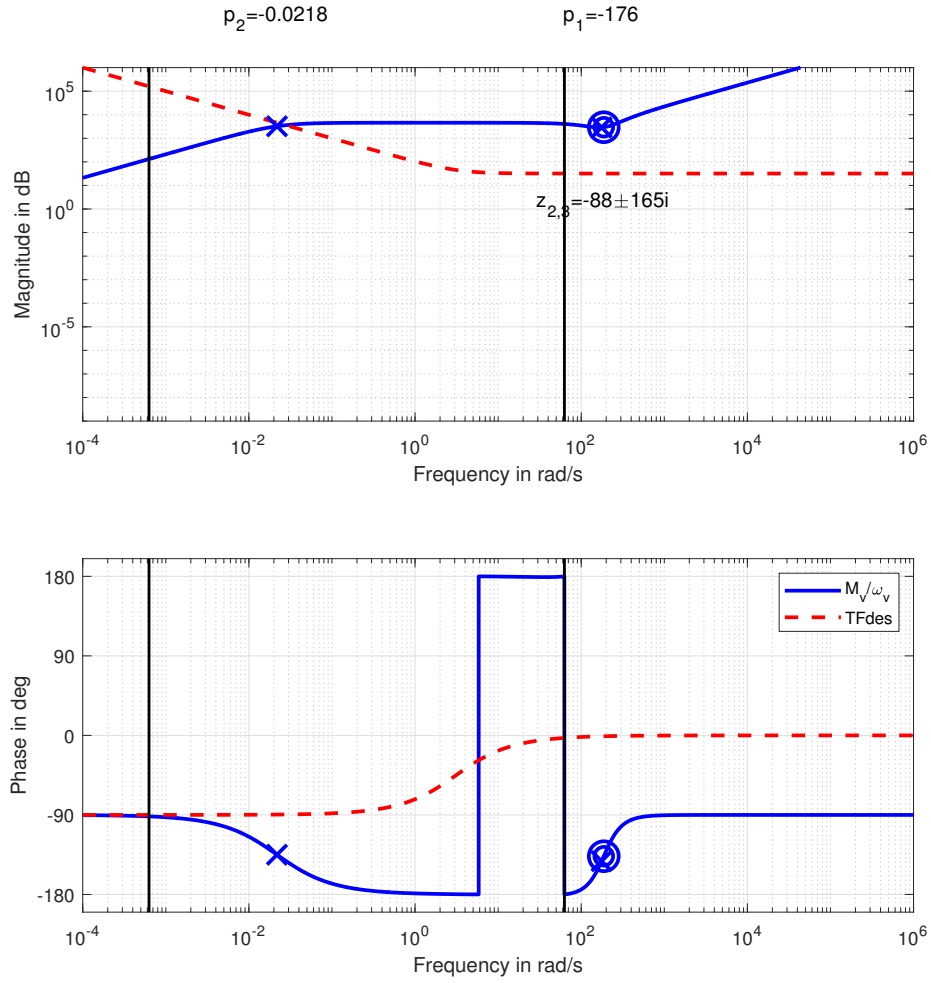 p2=-0.0218 p1=-176
Magnitude in dB
10^5
10^0
10^-5
z2,3=-88±165i
10^-4 10^-2 10^0 10^2 10^4 10^6
Frequency in rad/s
Phase in deg
180
90
0
-90
-180
M_v/ω_v
TFdes
10^-4 10^-2 10^0 10^2 10^4 10^6
Frequency in rad/s